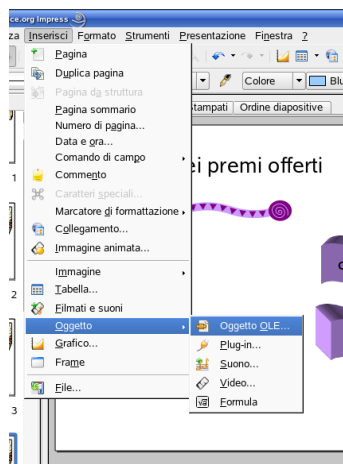 ce.org Impress
za Inserisci Formato Strumenti Presentazione Finestra ?
Pagina
Duplica pagina
Pagina da struttura
Pagina sommario
Numero di pagina...
Data e ora...
Comando di campo
Commento
Caratteri speciali...
Marcatore di formattazione
Collegamento...
Immagine animata...
Immagine
Tabella...
Filmati e suoni
Oggetto
Grafico...
Frame
File...
Oggetto OLE...
Plug-in...
Suono...
Video...
Formula
Colore
Blu
tampati
Ordine diapositive
ei premi offerti
1
2
3